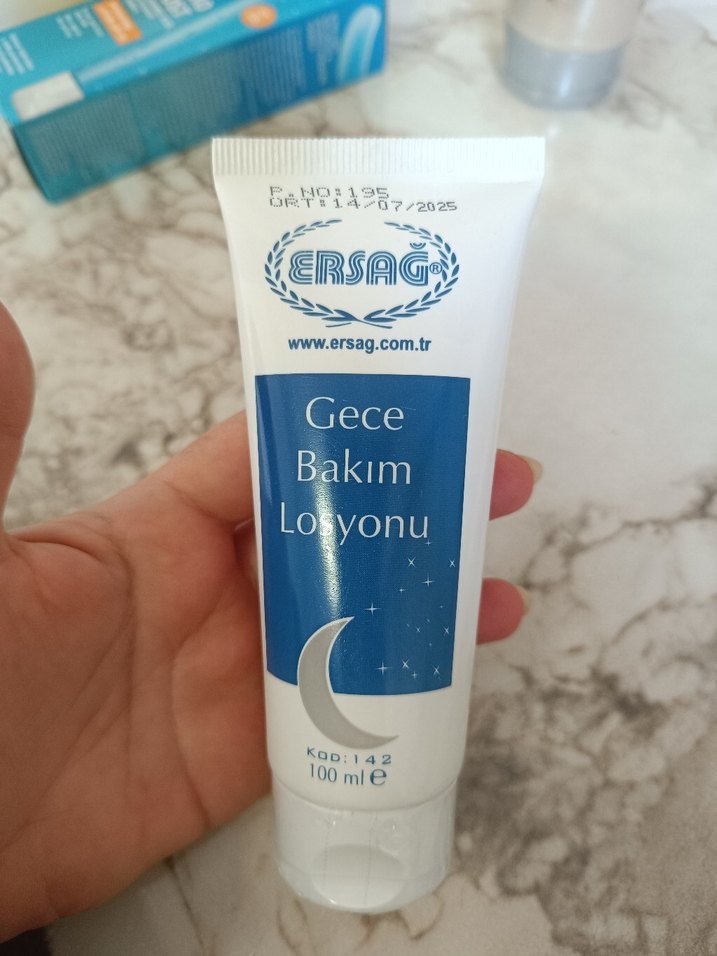 P.NO:195
ÜRT:14/07/2025
ERSAĞ®
www.ersag.com.tr
Gece
Bakım
Losyonu
KOD:142
100 ml e